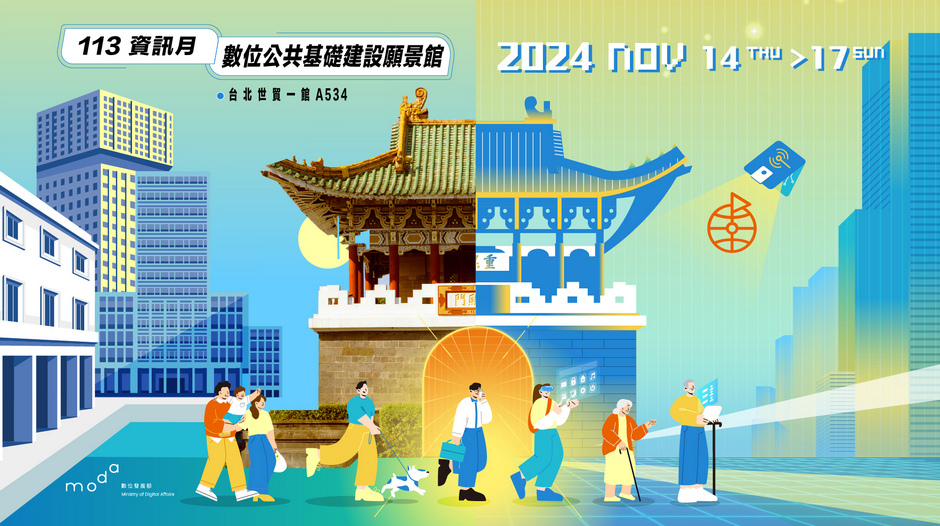 113 資訊月
數位公共基礎建設願景館
2024 NOV 14 THU >17 SUN
台北世貿一館 A534
重
門
moda
數位發展部
Ministry of Digital Affairs